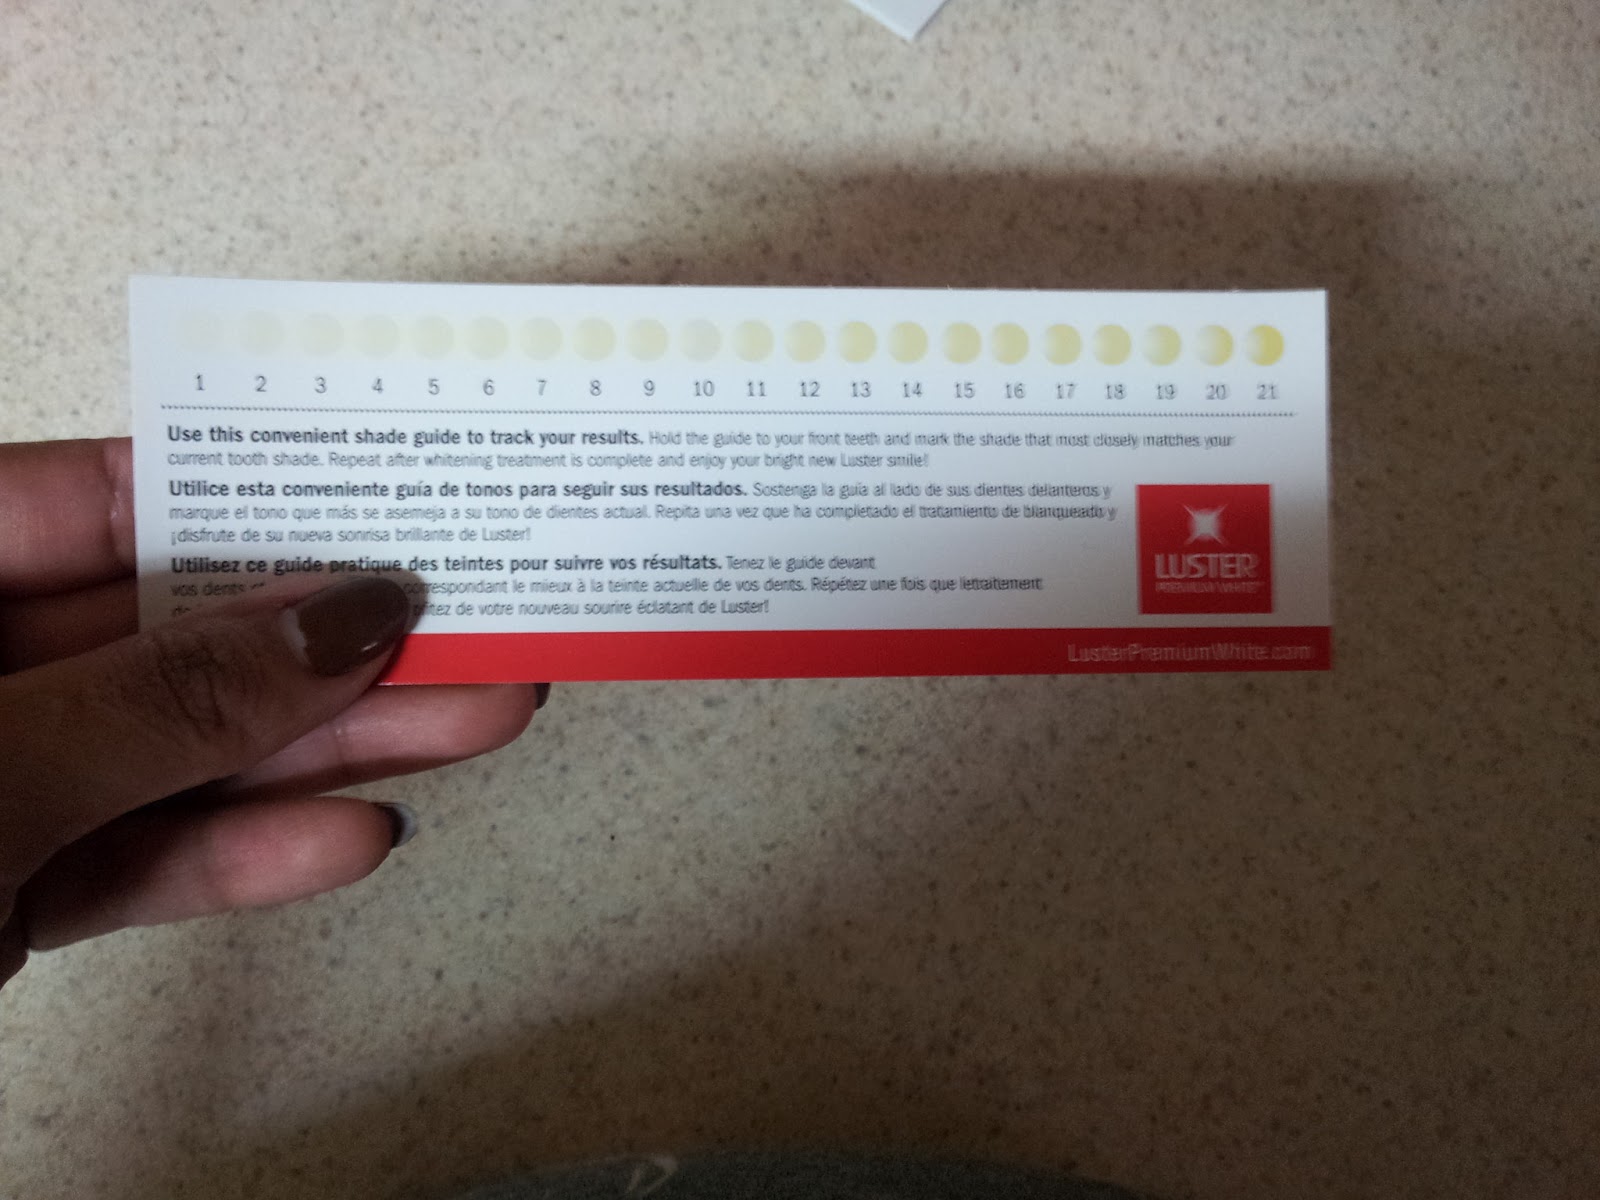 1 2 3 4 5 6 7 8 9 10 11 12 13 14 15 16 17 18 19 20 21
Use this convenient shade guide to track your results. Hold the guide to your front teeth and mark the shade that most closely matches your
current tooth shade. Repeat after whitening treatment is complete and enjoy your bright new Luster smile!
Utilice esta conveniente guía de tonos para seguir sus resultados. Sostenga la guía al lado de sus dientes delanteros y
marque el tono que más se asemeja a su tono de dientes actual. Repita una vez que ha completado el tratamiento de blanqueado y
¡disfrute de su nueva sonrisa brillante de Luster!
Utilisez ce guide pratique des teintes pour suivre vos résultats. Tenez le guide devant
vos dents correspondant le mieux à la teinte actuelle de vos dents. Répétez une fois que letraitement
de votre nouveau sourire éclatant de Luster!
LUSTER
PREMIUM WHITE
LusterPremiumWhite.com